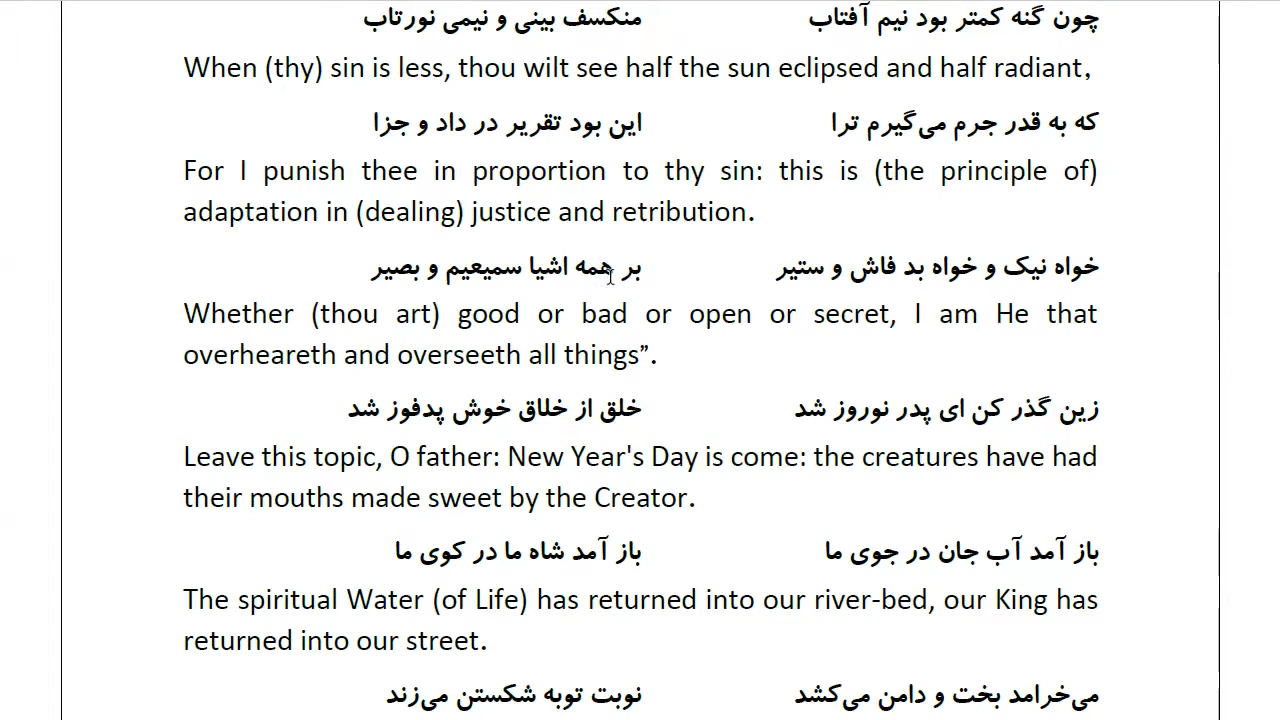 چون گنه کمتر بود نیم آفتاب منکسف بینی و نیمی نورتاب
When (thy) sin is less, thou wilt see half the sun eclipsed and half radiant,
که به قدر جرم می‌گیرم ترا این بود تقریر در داد و جزا
For I punish thee in proportion to thy sin: this is (the principle of)
adaptation in (dealing) justice and retribution.
خواه نیک و خواه بد فاش و ستیر بر همه اشیا سمیعیم و بصیر
Whether (thou art) good or bad or open or secret, I am He that
overheareth and overseeth all things”.
زین گذر کن ای پدر نوروز شد خلق از خلاق خوش پدفوز شد
Leave this topic, O father: New Year's Day is come: the creatures have had
their mouths made sweet by the Creator.
باز آمد آب جان در جوی ما باز آمد شاه ما در کوی ما
The spiritual Water (of Life) has returned into our river-bed, our King has
returned into our street.
می‌خرامد بخت و دامن می‌کشد نوبت توبه شکستن می‌زند